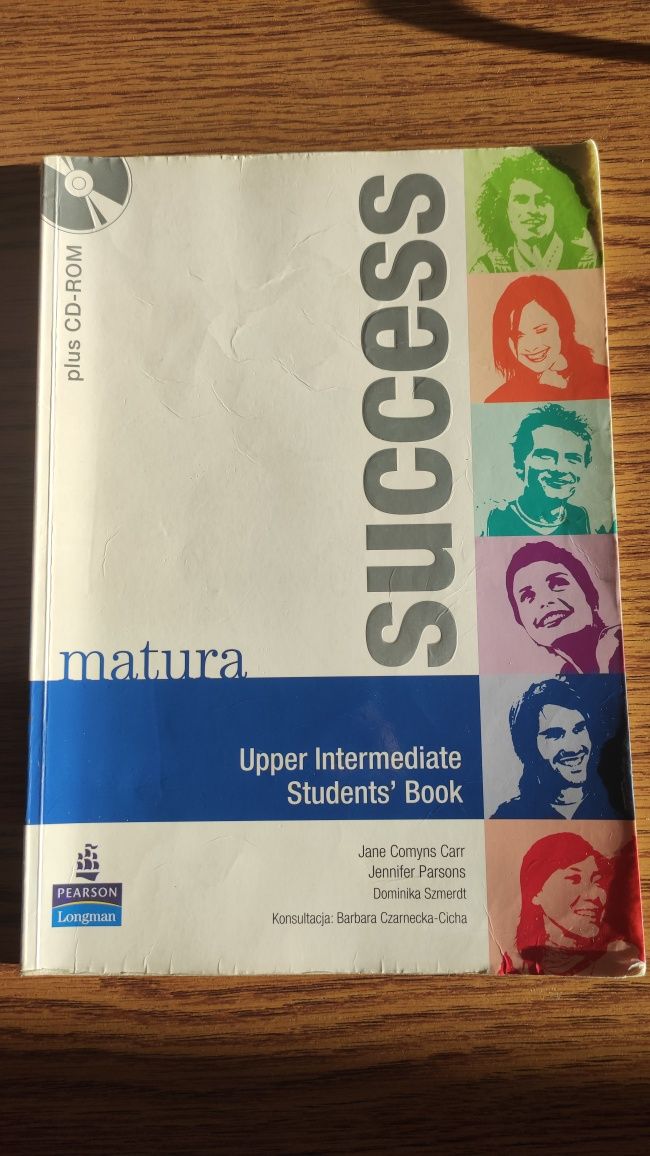 plus CD-ROM
success
matura
Upper Intermediate
Students' Book
Jane Comyns Carr
Jennifer Parsons
Dominika Szmerdt
Konsultacja: Barbara Czarnecka-Cicha
PEARSON
Longman